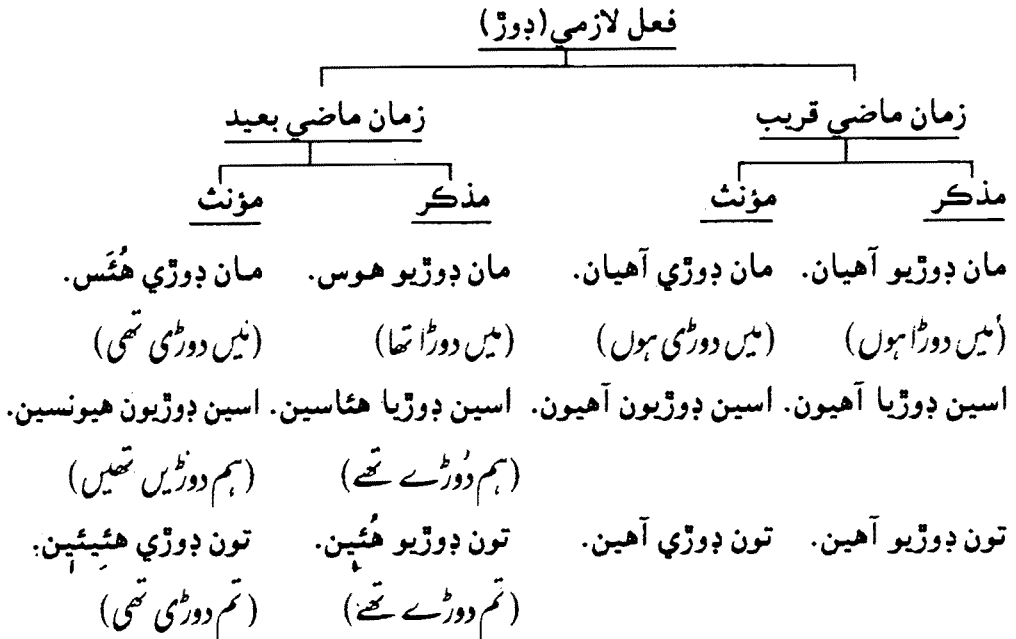 فعل لازمي (ڊوڙ)
زمان ماضي قريب زمان ماضي بعيد
مذڪر مؤنث مذڪر مؤنث
مان ڊوڙيو آهيان. مان ڊوڙي آهيان. مان ڊوڙيو هوس. مان ڊوڙي هُئَس.
(میں دوڑا ہوں) (میں دوڑی ہوں) (میں دوڑا تھا) (میں دوڑی تھی)
اسين ڊوڙيا آهيون. اسين ڊوڙيون آهيون. اسين ڊوڙيا هئاسين. اسين ڊوڙيون هيونسين.
(ہم دُوڑے تھے) (ہم دوڑیں تھیں)
تون ڊوڙيو آهين. تون ڊوڙي آهين. تون ڊوڙيو هُئين. تون ڊوڙي هئيئين.
(تم دوڑے تھے) (تم دوڑی تھی)